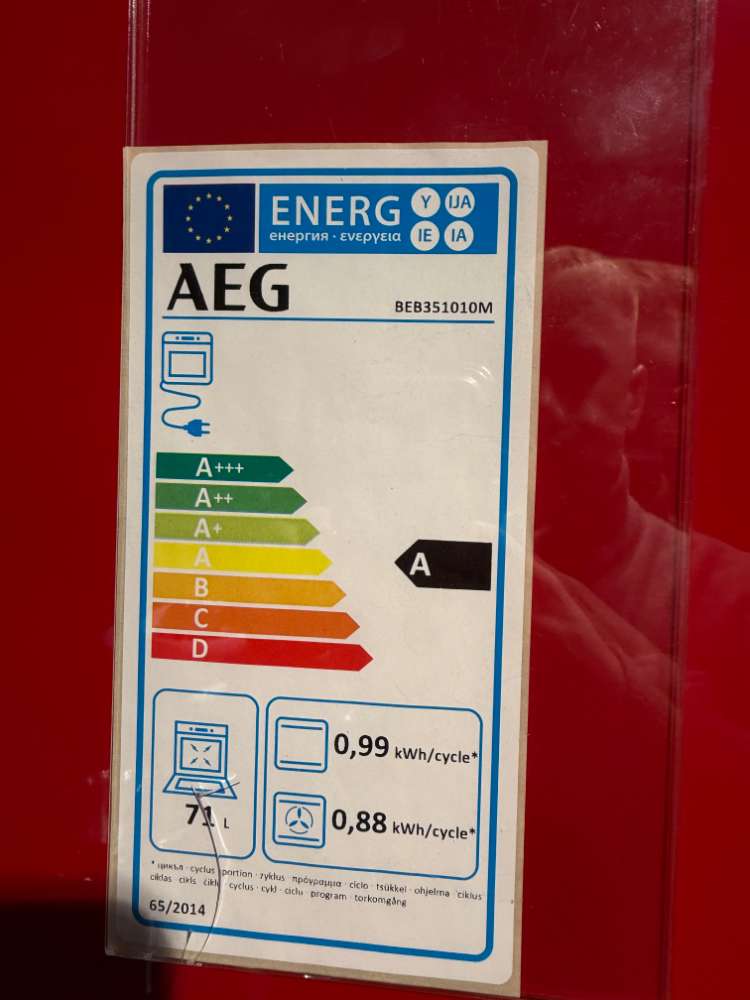 ENERG Y IJA
енергия · ενεργεια IE IA
AEG
BEB351010M
A+++
A++
A+
A
A
B
C
D
0,99 kWh/cycle*
71 L
0,88 kWh/cycle*
* цикъл · cyclus · portion · zyklus · πρόγραμμα · ciclo · tsükkel · ohjelma · ciklus
ciklas · cikls · ċiklu · cyclus · cykl · ciclu · program · torkomgång
65/2014